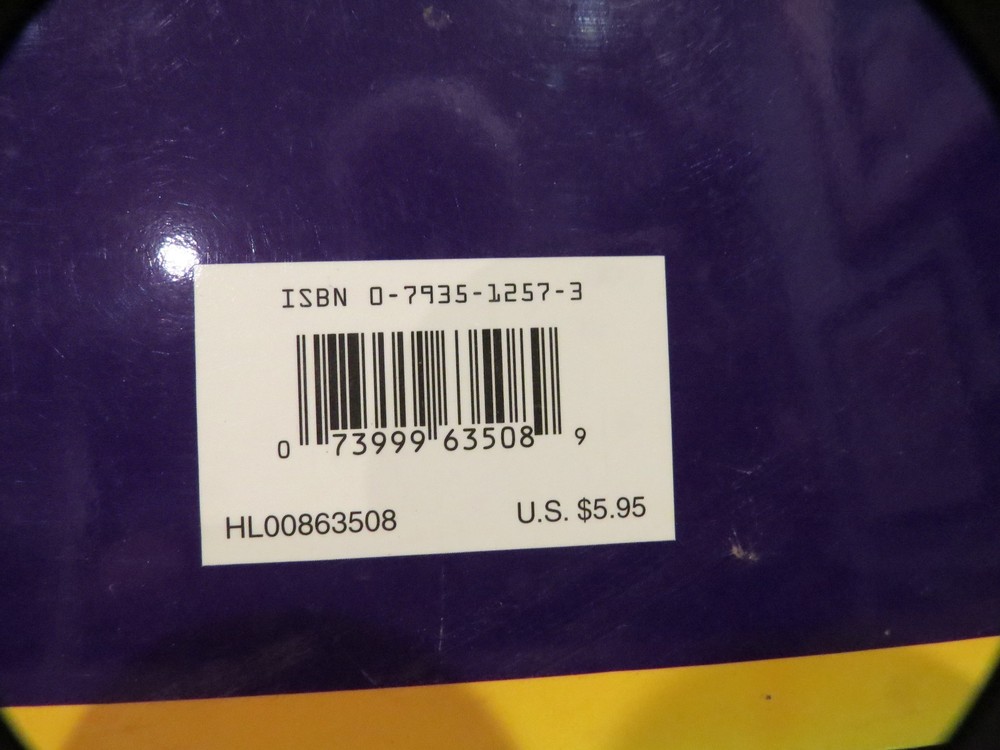 ISBN 0-7935-1257-3
0 73999 63508 9
HL00863508 U.S. $5.95